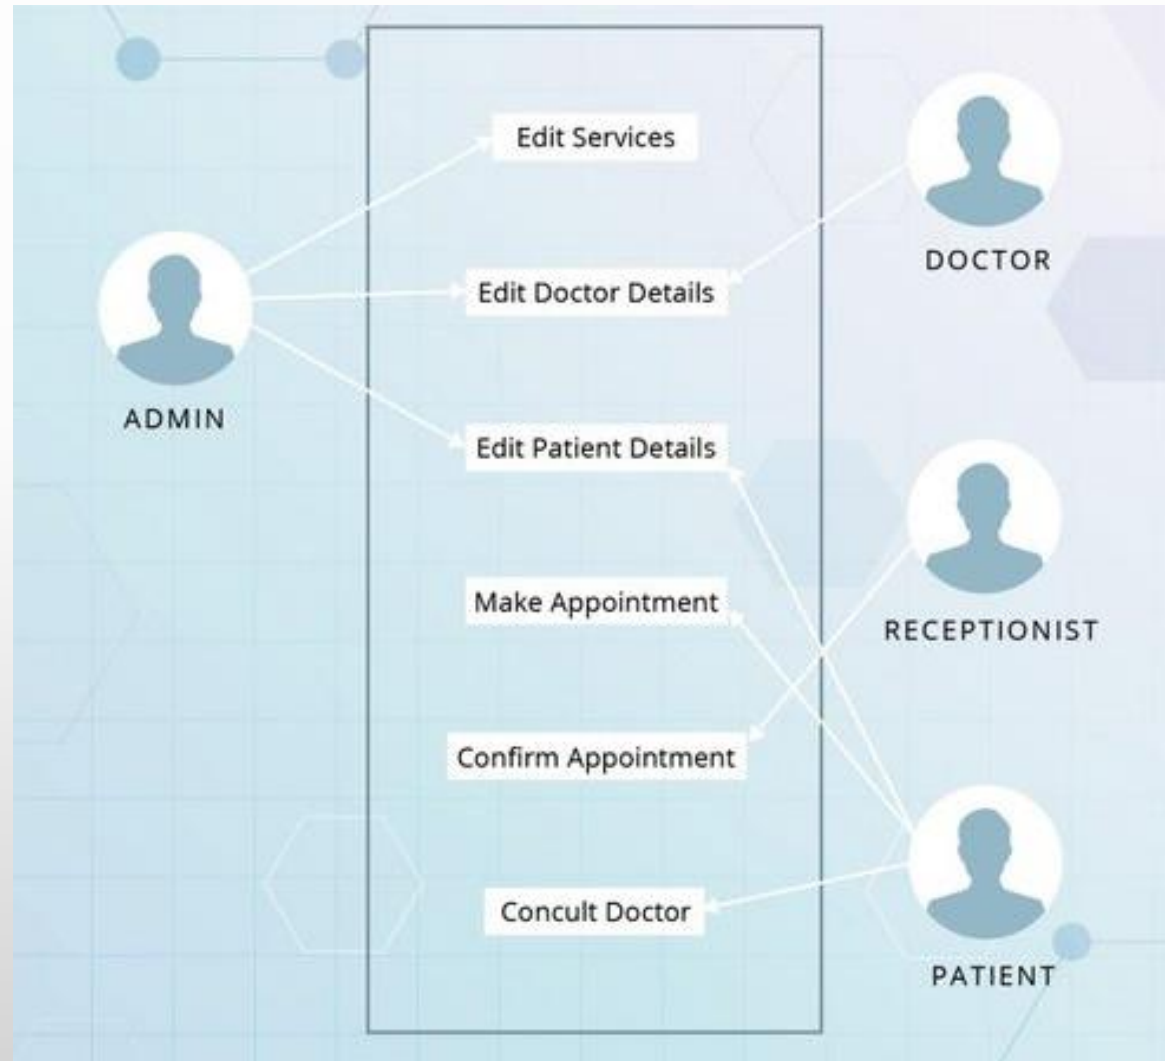 Edit Services
DOCTOR
Edit Doctor Details
ADMIN
Edit Patient Details
Make Appointment
RECEPTIONIST
Confirm Appointment
Concult Doctor
PATIENT